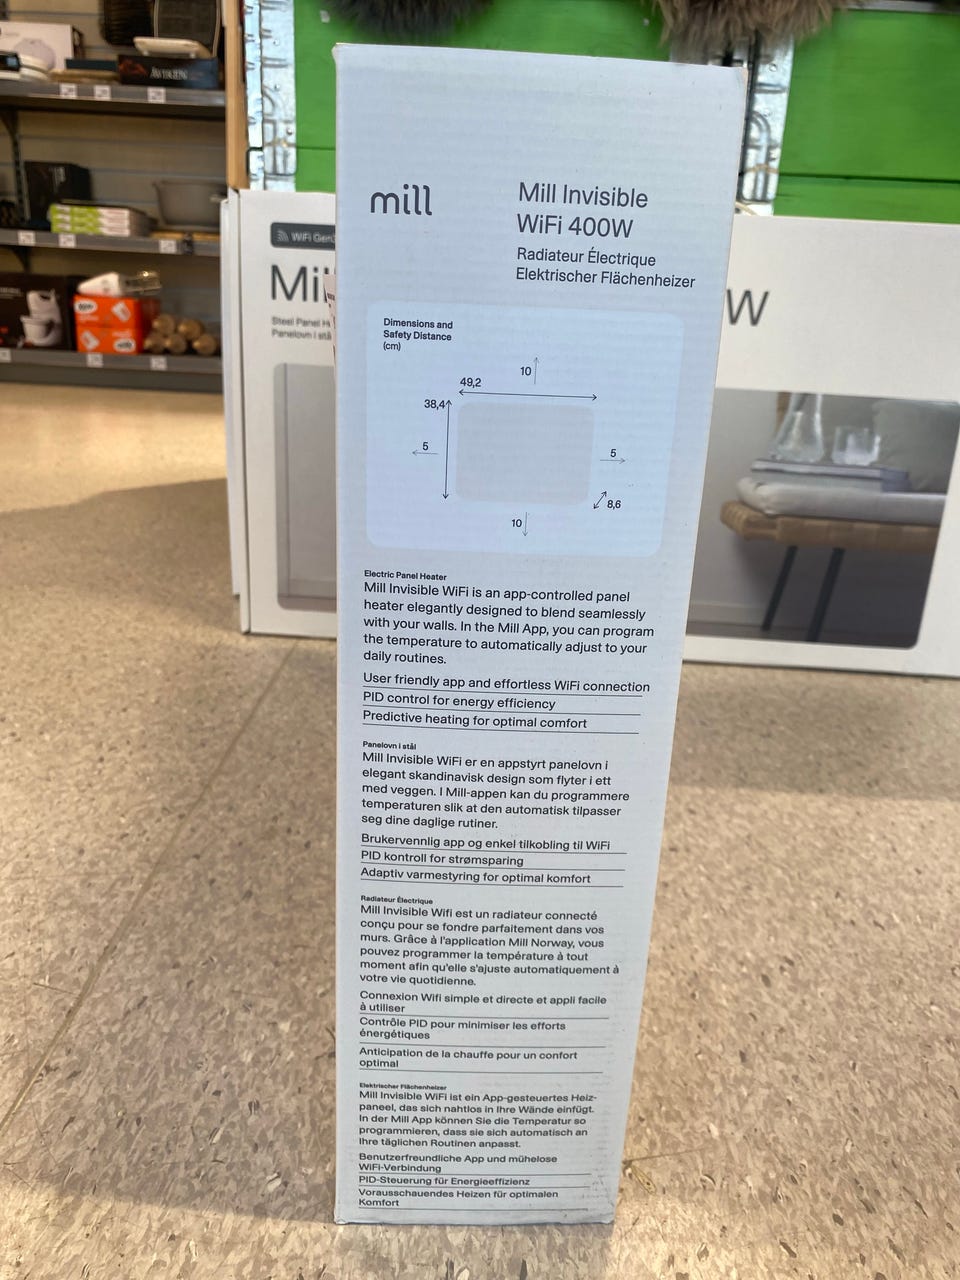 mill
Mill Invisible
WiFi 400W
Radiateur Électrique
Elektrischer Flächenheizer
Dimensions and
Safety Distance
(cm)
10
49,2
38,4
5
5
8,6
10
Electric Panel Heater
Mill Invisible WiFi is an app-controlled panel
heater elegantly designed to blend seamlessly
with your walls. In the Mill App, you can program
the temperature to automatically adjust to your
daily routines.
User friendly app and effortless WiFi connection
PID control for energy efficiency
Predictive heating for optimal comfort
Panelovn i stål
Mill Invisible WiFi er en appstyrt panelovn i
elegant skandinavisk design som flyter i ett
med veggen. I Mill-appen kan du programmere
temperaturen slik at den automatisk tilpasser
seg dine daglige rutiner.
Brukervennlig app og enkel tilkobling til WiFi
PID kontroll for strømsparing
Adaptiv varmestyring for optimal komfort
Radiateur Électrique
Mill Invisible Wifi est un radiateur connecté
conçu pour se fondre parfaitement dans vos
murs. Grâce à l'application Mill Norway, vous
pouvez programmer la température à tout
moment afin qu'elle s'ajuste automatiquement à
votre vie quotidienne.
Connexion Wifi simple et directe et appli facile
à utiliser
Contrôle PID pour minimiser les efforts
énergétiques
Anticipation de la chauffe pour un confort
optimal
Elektrischer Flächenheizer
Mill Invisible WiFi ist ein App-gesteuertes Heiz-
paneel, das sich nahtlos in Ihre Wände einfügt.
In der Mill App können Sie die Temperatur so
programmieren, dass sie sich automatisch an
Ihre täglichen Routinen anpasst.
Benutzerfreundliche App und mühelose
WiFi-Verbindung
PID-Steuerung für Energieeffizienz
Vorausschauendes Heizen für optimalen
Komfort
WiFi Gen
Mil
Steel Panel H
Panelovn i stå
W